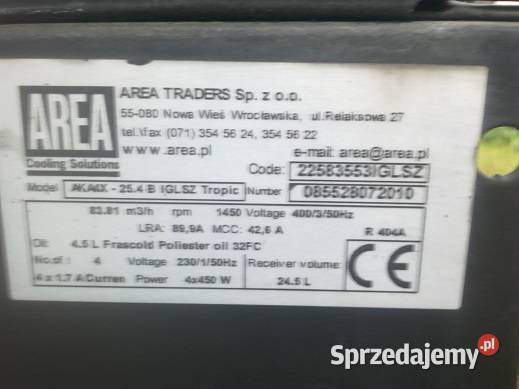 AREA
Cooling Solutions
AREA TRADERS Sp. z o.o.
55-080 Nowa Wieś Wrocławska, ul.Relaksowa 27
tel.\fax (071) 354 56 24, 354 56 22
www.area.pl e-mail: area@area.pl
Code: 22583553IGLSZ
Model AKA4X - 25.4 B IGLSZ Tropic Number 085528072010
83.81 m3/h rpm 1450 Voltage 400/3/50Hz
LRA: 89,9A MCC: 42,6 A R 404A
Oil: 4.5 L Frascold Poliester oil 32FC
No.of : 4 Voltage 230/1/50Hz Receiver volume:
4 x 1.7 A Curren Power 4x450 W 24.5 L
CE
Sprzedajemy.pl